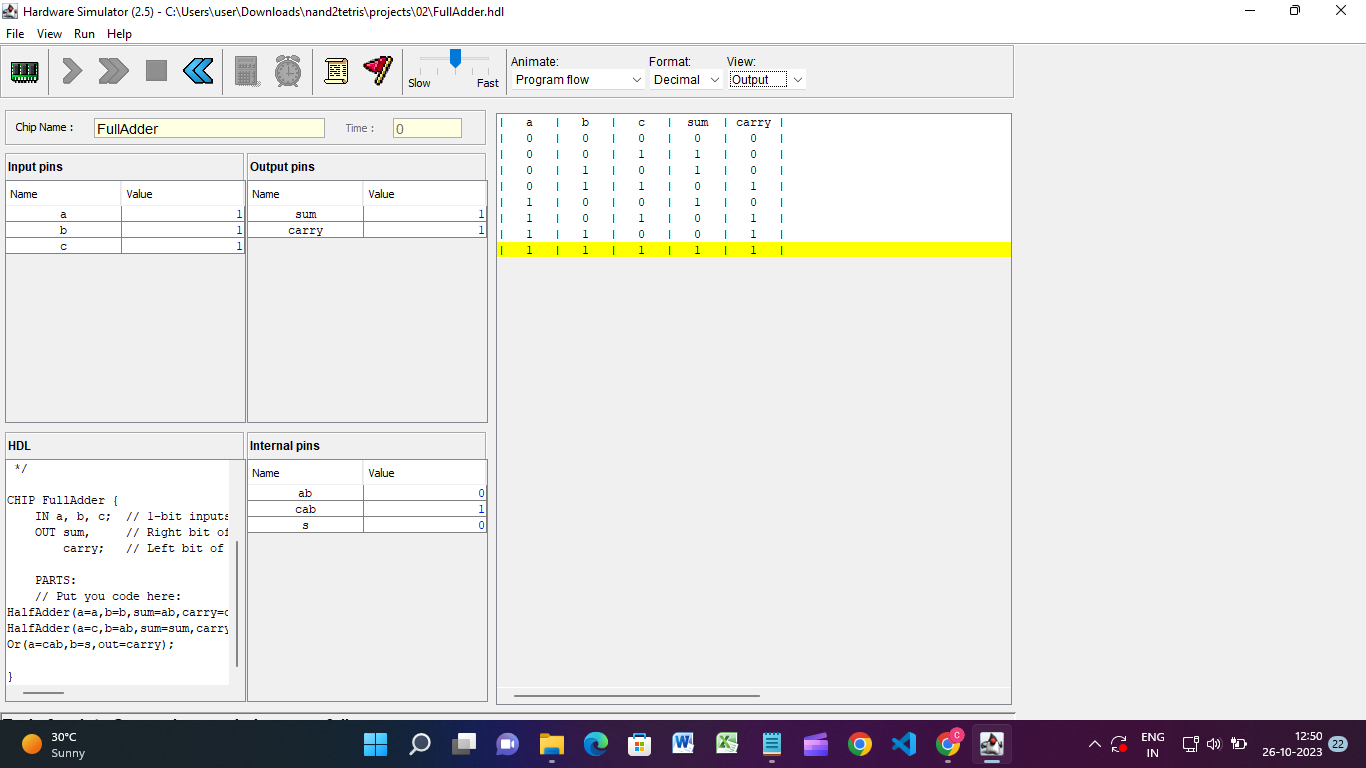 Hardware Simulator (2.5) - C:\Users\user\Downloads\nand2tetris\projects\02\FullAdder.hdl
File View Run Help
Slow Fast
Animate: Format: View:
Program flow Decimal Output
Chip Name : FullAdder Time : 0
Input pins
Name Value
a 1
b 1
c 1
Output pins
Name Value
sum 1
carry 1
| a | b | c | sum | carry |
| 0 | 0 | 0 | 0 | 0 |
| 0 | 0 | 1 | 1 | 0 |
| 0 | 1 | 0 | 1 | 0 |
| 0 | 1 | 1 | 0 | 1 |
| 1 | 0 | 0 | 1 | 0 |
| 1 | 0 | 1 | 0 | 1 |
| 1 | 1 | 0 | 0 | 1 |
| 1 | 1 | 1 | 1 | 1 |
HDL
*/
CHIP FullAdder {
IN a, b, c; // 1-bit inputs
OUT sum, // Right bit of
carry; // Left bit of
PARTS:
// Put you code here:
HalfAdder(a=a,b=b,sum=ab,carry=c
HalfAdder(a=c,b=ab,sum=sum,carry
Or(a=cab,b=s,out=carry);
}
Internal pins
Name Value
ab 0
cab 1
s 0
30°C
Sunny
C
ENG
IN
12:50
26-10-2023
22